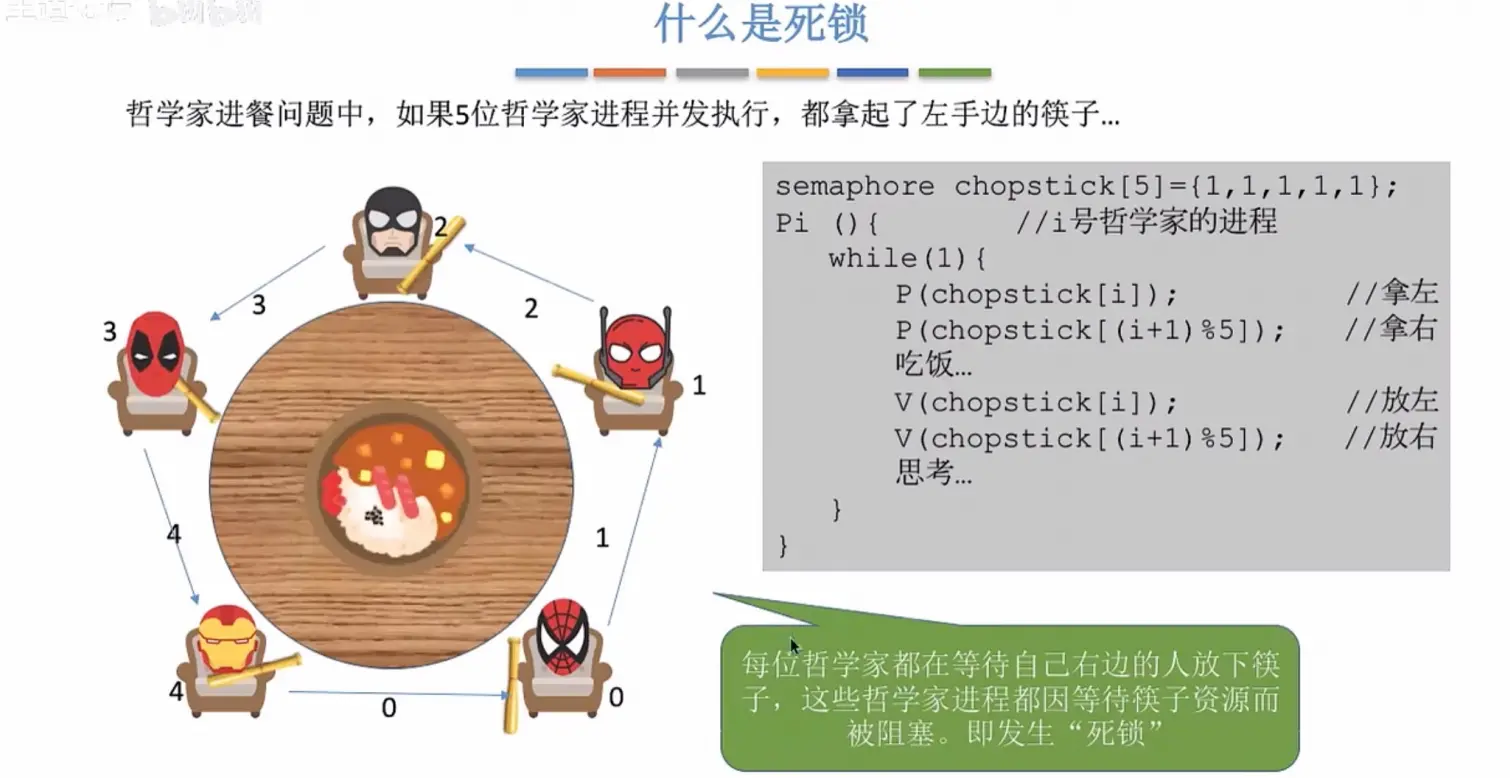 什么是死锁
哲学家进餐问题中，如果5位哲学家进程并发执行，都拿起了左手边的筷子...
semaphore chopstick[5]={1,1,1,1,1};
Pi (){ //i号哲学家的进程
while(1){
P(chopstick[i]); //拿左
P(chopstick[(i+1)%5]); //拿右
吃饭…
V(chopstick[i]); //放左
V(chopstick[(i+1)%5]); //放右
思考…
}
}
2
3
2
3
1
4
1
4
0
0
每位哲学家都在等待自己右边的人放下筷
子，这些哲学家进程都因等待筷子资源而
被阻塞。即发生“死锁”